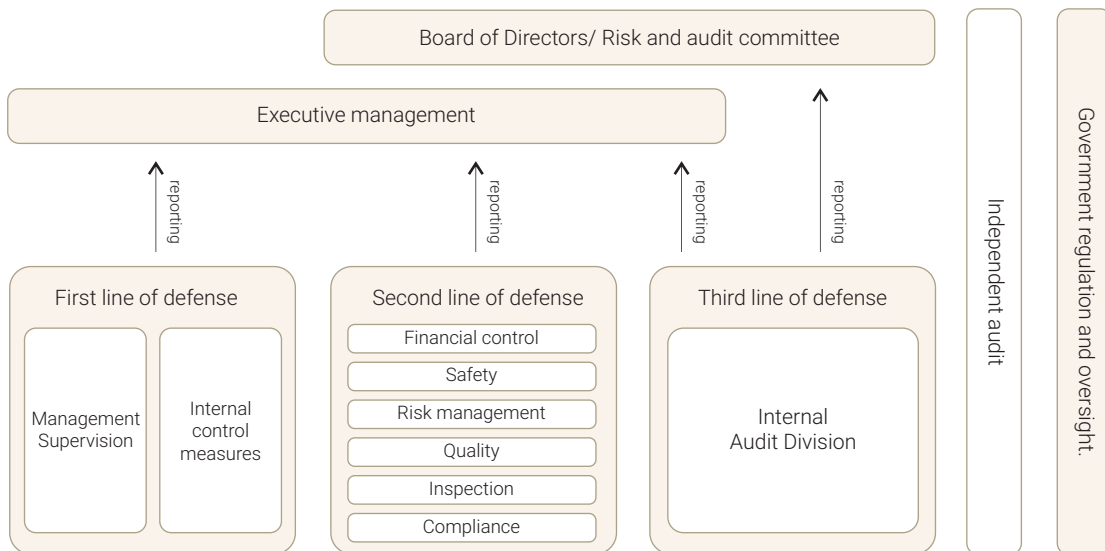 Board of Directors/ Risk and audit committee
Executive management
reporting
reporting
reporting
reporting
First line of defense
Management
Supervision
Internal
control
measures
Second line of defense
Financial control
Safety
Risk management
Quality
Inspection
Compliance
Third line of defense
Internal
Audit Division
Independent audit
Government regulation and oversight.